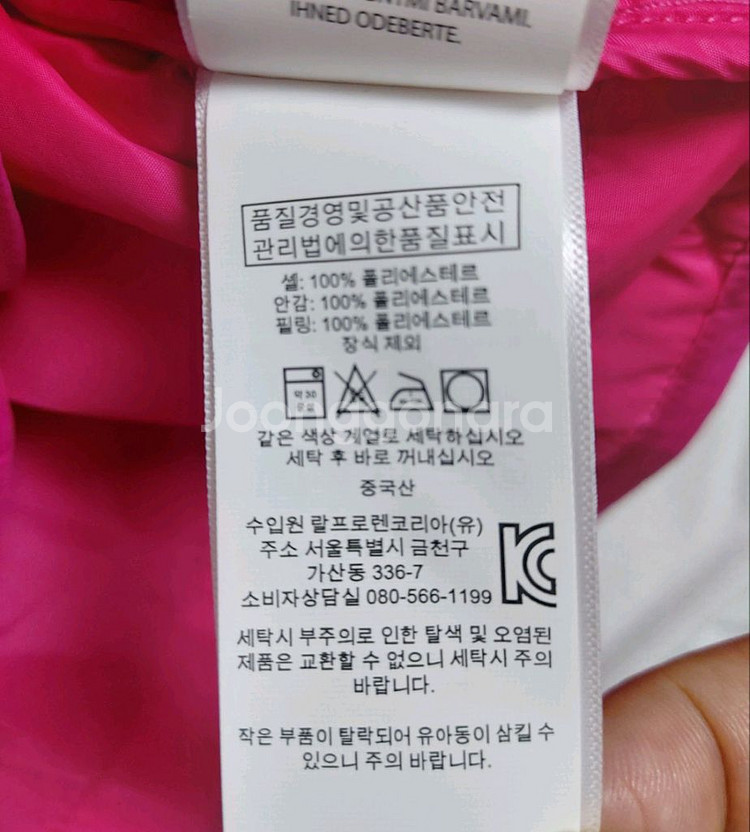 BARVAMI.
IHNED ODEBERTE.
품질경영및공산품안전
관리법에의한품질표시
셀: 100% 폴리에스테르
안감: 100% 폴리에스테르
필링: 100% 폴리에스테르
장식 제외
약 30
중성
Joongonara
같은 색상 계열로 세탁하십시오
세탁 후 바로 꺼내십시오
중국산
수입원 랄프로렌코리아(유)
주소 서울특별시 금천구
가산동 336-7
소비자상담실 080-566-1199
세탁시 부주의로 인한 탈색 및 오염된
제품은 교환할 수 없으니 세탁시 주의
바랍니다.
작은 부품이 탈락되어 유아동이 삼킬 수
있으니 주의 바랍니다.